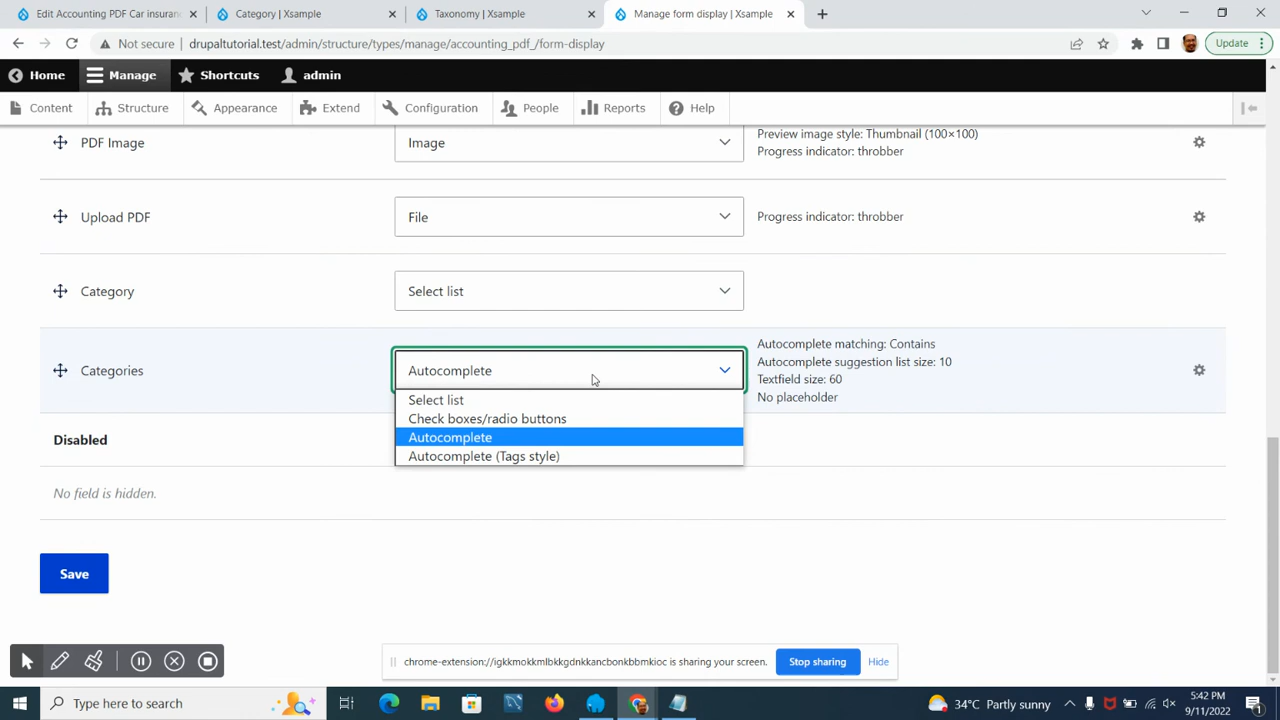 Edit Accounting PDF Car insuran
Category | Xsample
Taxonomy | Xsample
Manage form display | Xsample
Not secure
drupaltutorial.test/admin/structure/types/manage/accounting_pdf_/form-display
Update
Home
Manage
Shortcuts
admin
Content
Structure
Appearance
Extend
Configuration
People
Reports
Help
PDF Image
Image
Preview image style: Thumbnail (100×100)
Progress indicator: throbber
Upload PDF
File
Progress indicator: throbber
Category
Select list
Categories
Autocomplete
Autocomplete matching: Contains
Autocomplete suggestion list size: 10
Textfield size: 60
No placeholder
Select list
Check boxes/radio buttons
Autocomplete
Autocomplete (Tags style)
Disabled
No field is hidden.
Save
chrome-extension://igkkmokkmlbkkgdnkkancbonkbbmkioc is sharing your screen.
Stop sharing
Hide
Type here to search
34°C Partly sunny
5:42 PM
9/11/2022
1